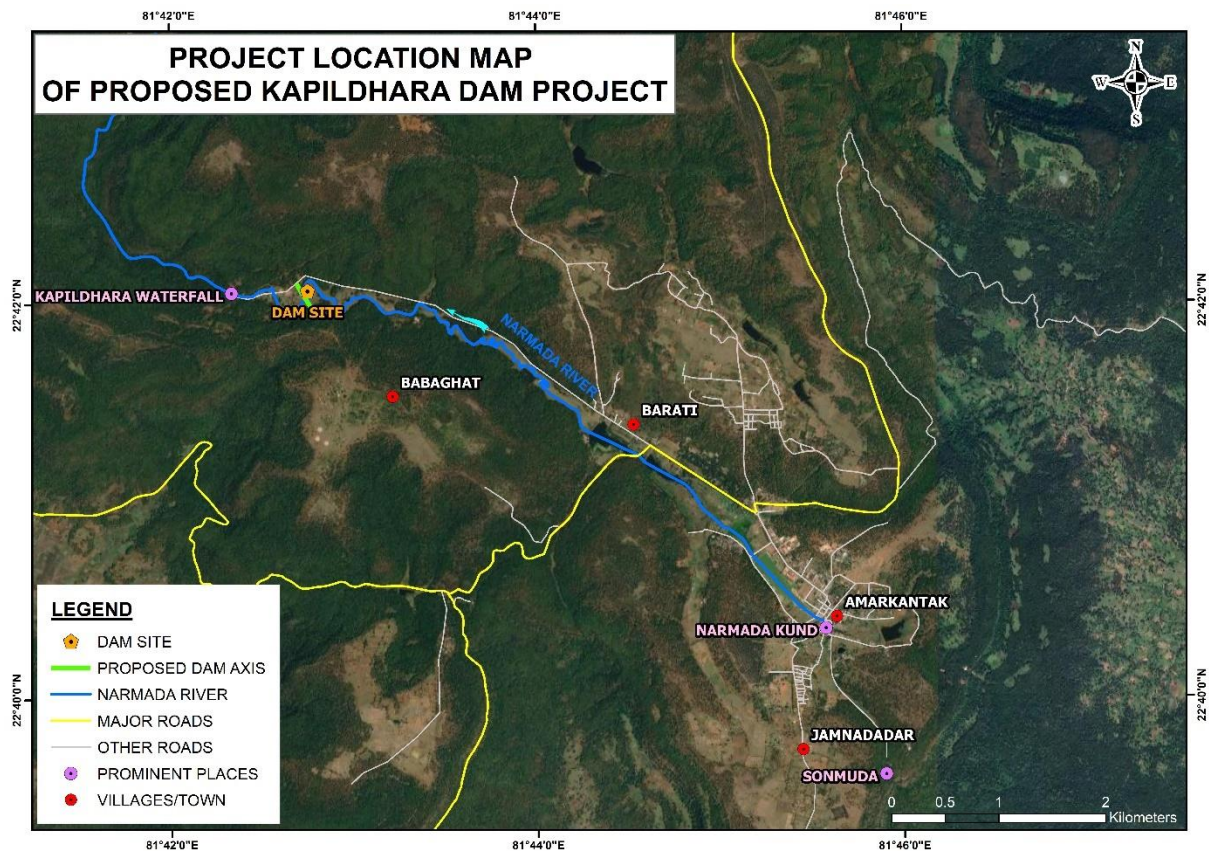 81°42'0"E
81°44'0"E
81°46'0"E
PROJECT LOCATION MAP
OF PROPOSED KAPILDHARA DAM PROJECT
N
W
E
S
22°42'0"N
22°42'0"N
KAPILDHARA WATERFALL
DAM SITE
NARMADA RIVER
BABAGHAT
BARATI
AMARKANTAK
NARMADA KUND
22°40'0"N
22°40'0"N
JAMNADADAR
SONMUDA
LEGEND
DAM SITE
PROPOSED DAM AXIS
NARMADA RIVER
MAJOR ROADS
OTHER ROADS
PROMINENT PLACES
VILLAGES/TOWN
0 0.5 1 2
Kilometers
81°42'0"E
81°44'0"E
81°46'0"E